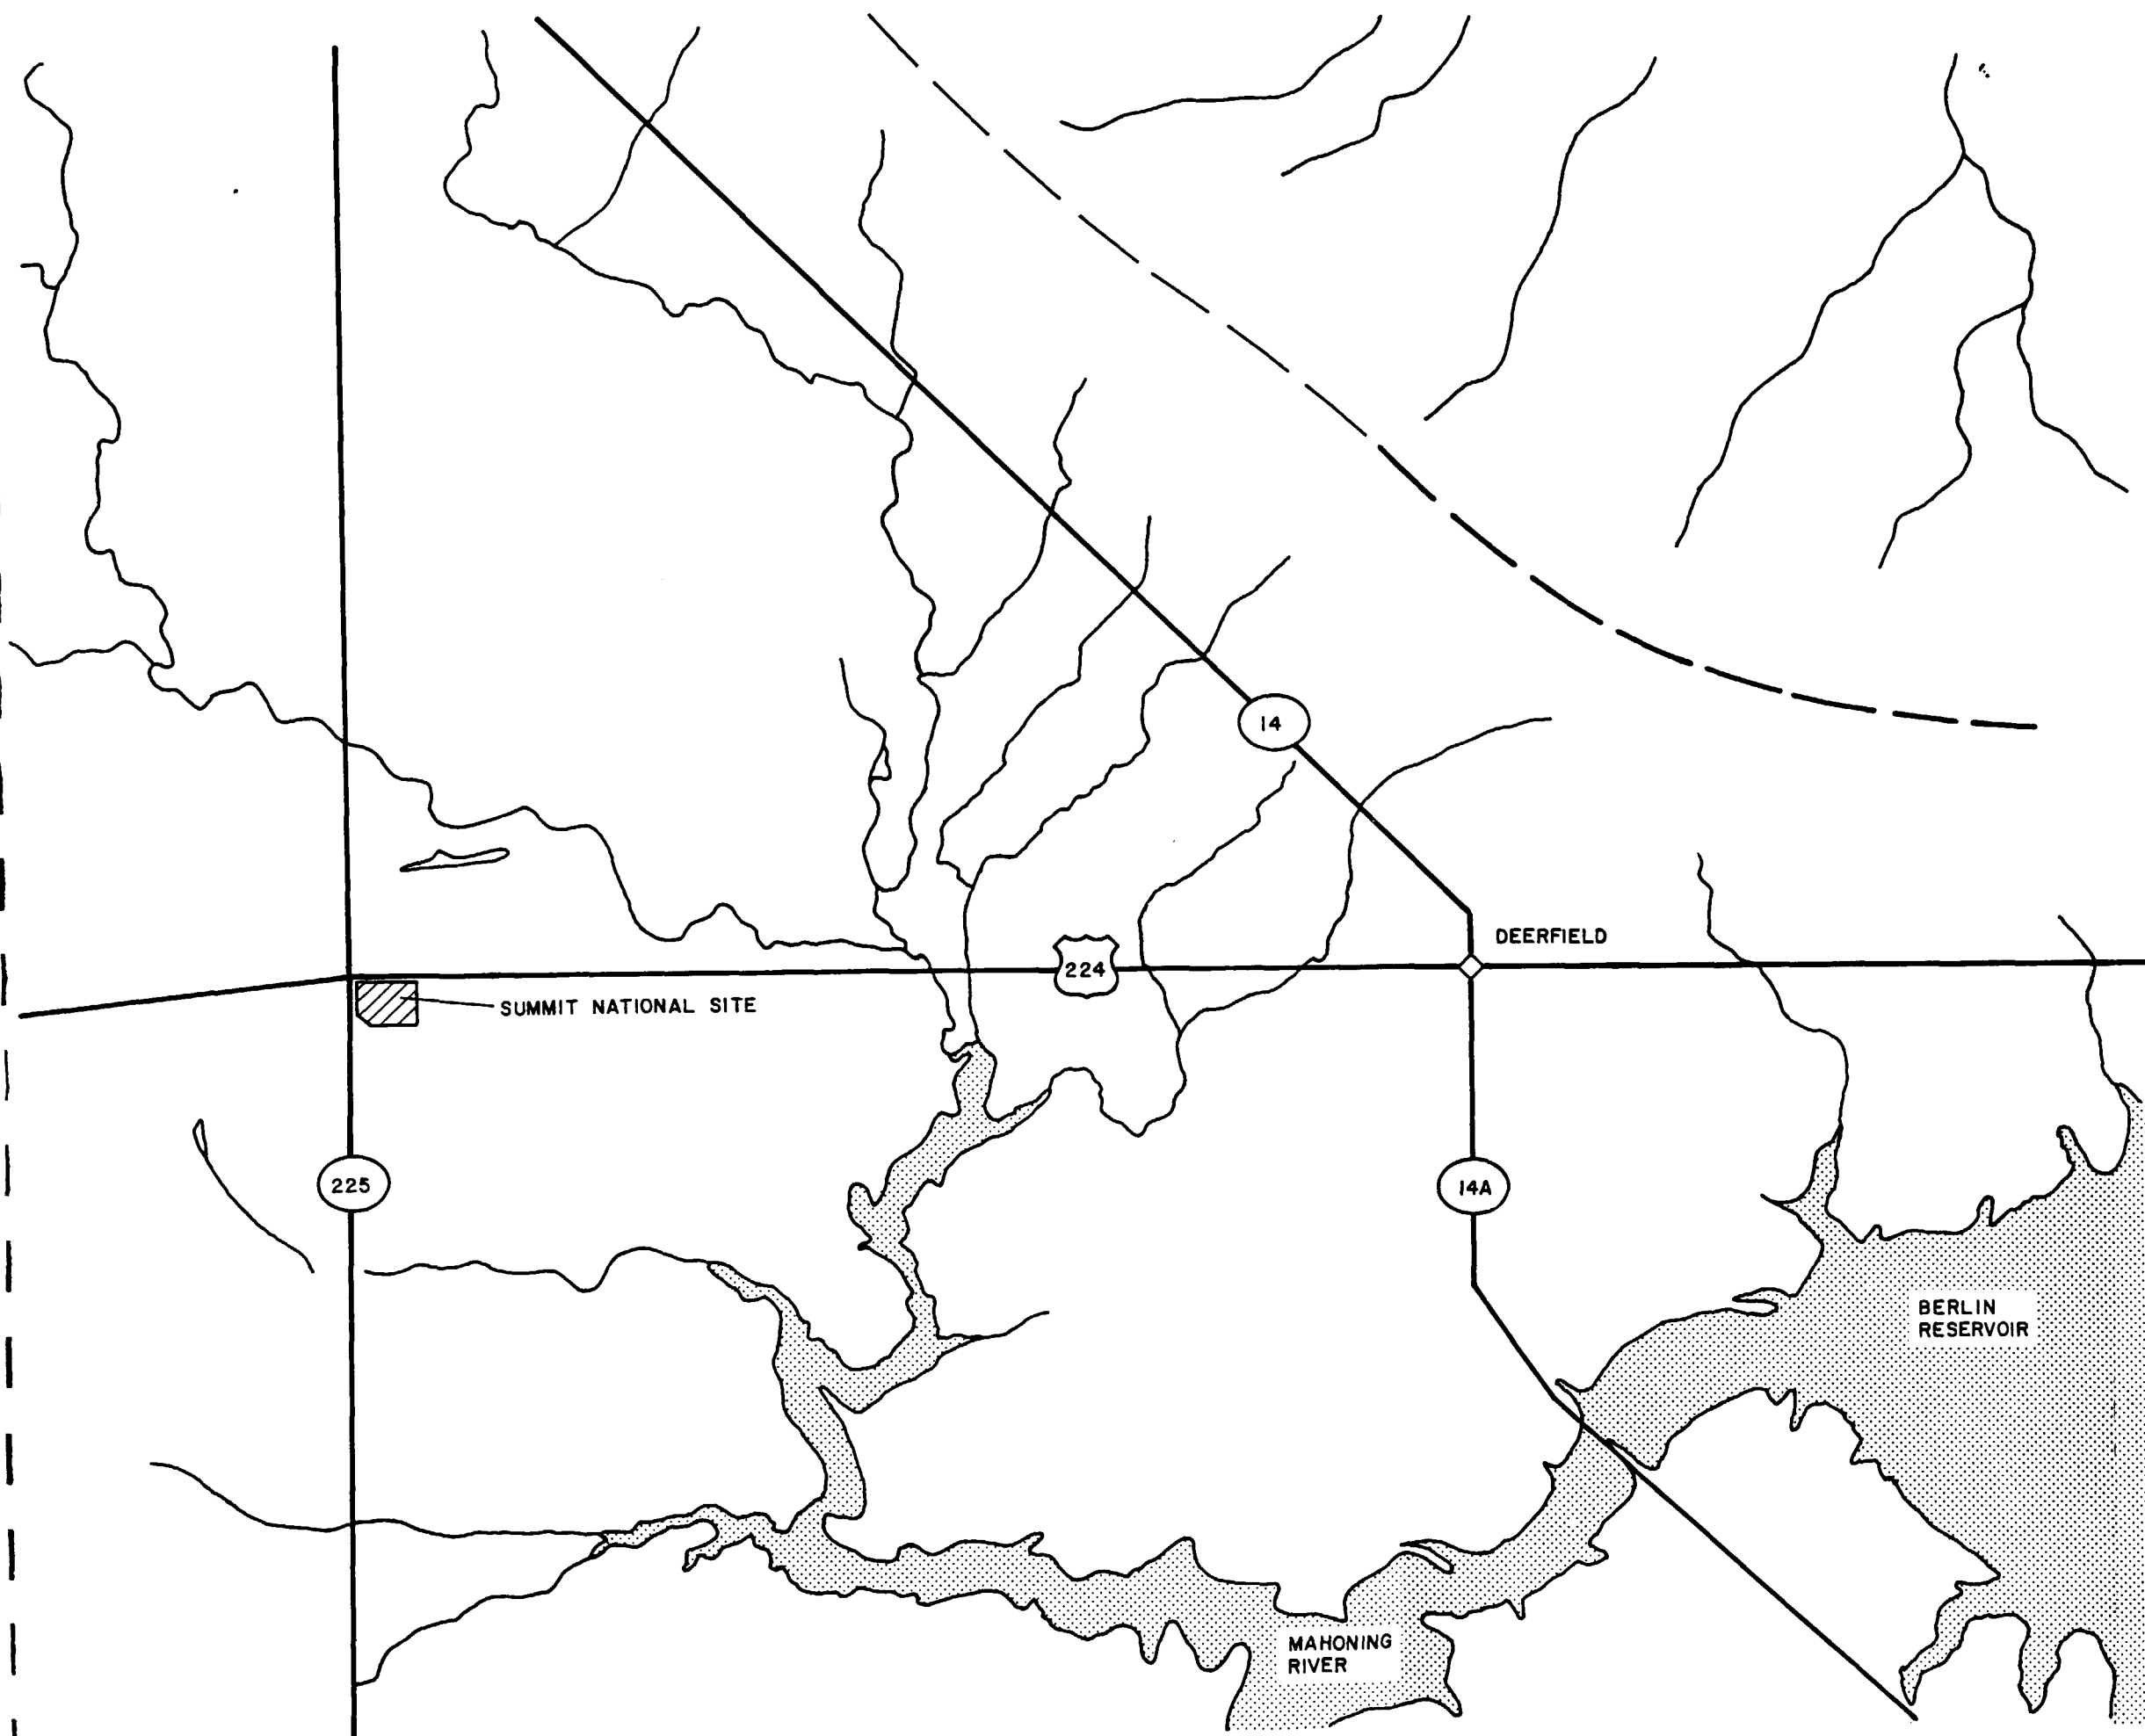 14
DEERFIELD
224
SUMMIT NATIONAL SITE
225
14A
BERLIN
RESERVOIR
MAHONING
RIVER